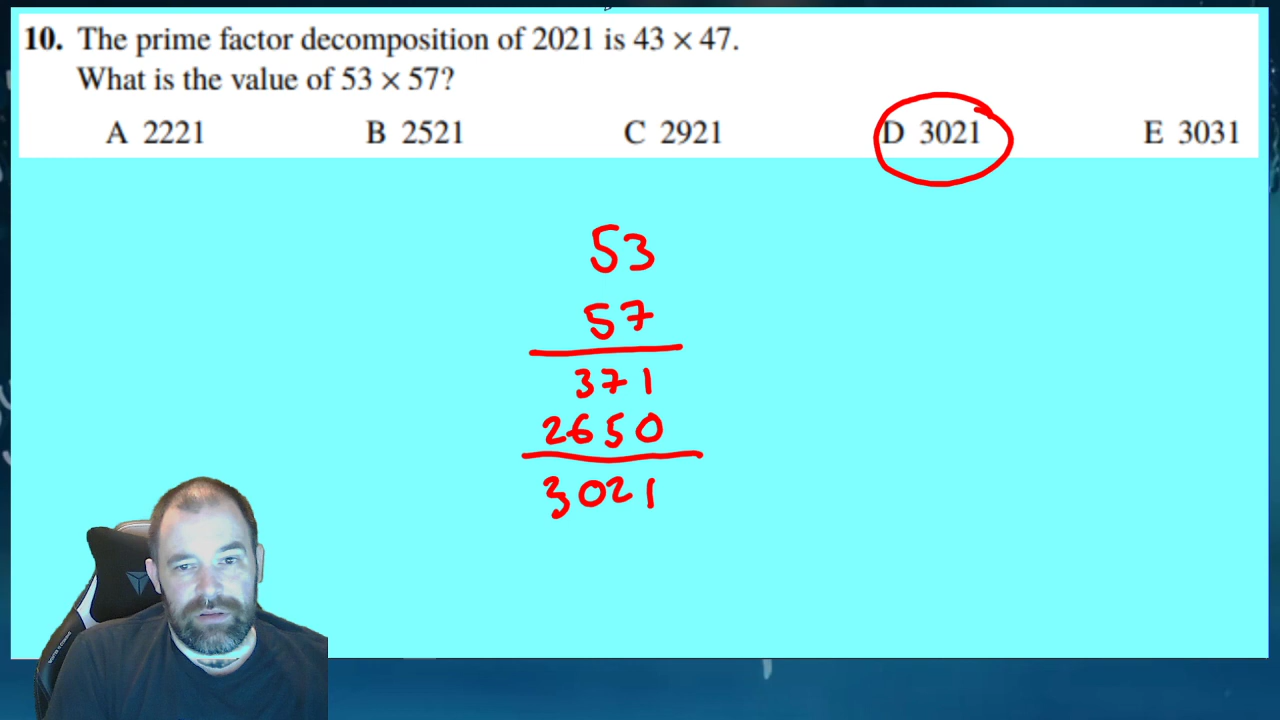 10. The prime factor decomposition of 2021 is 43 × 47.
What is the value of 53 × 57?
A 2221 B 2521 C 2921 D 3021 E 3031
53
57
371
2650
3021